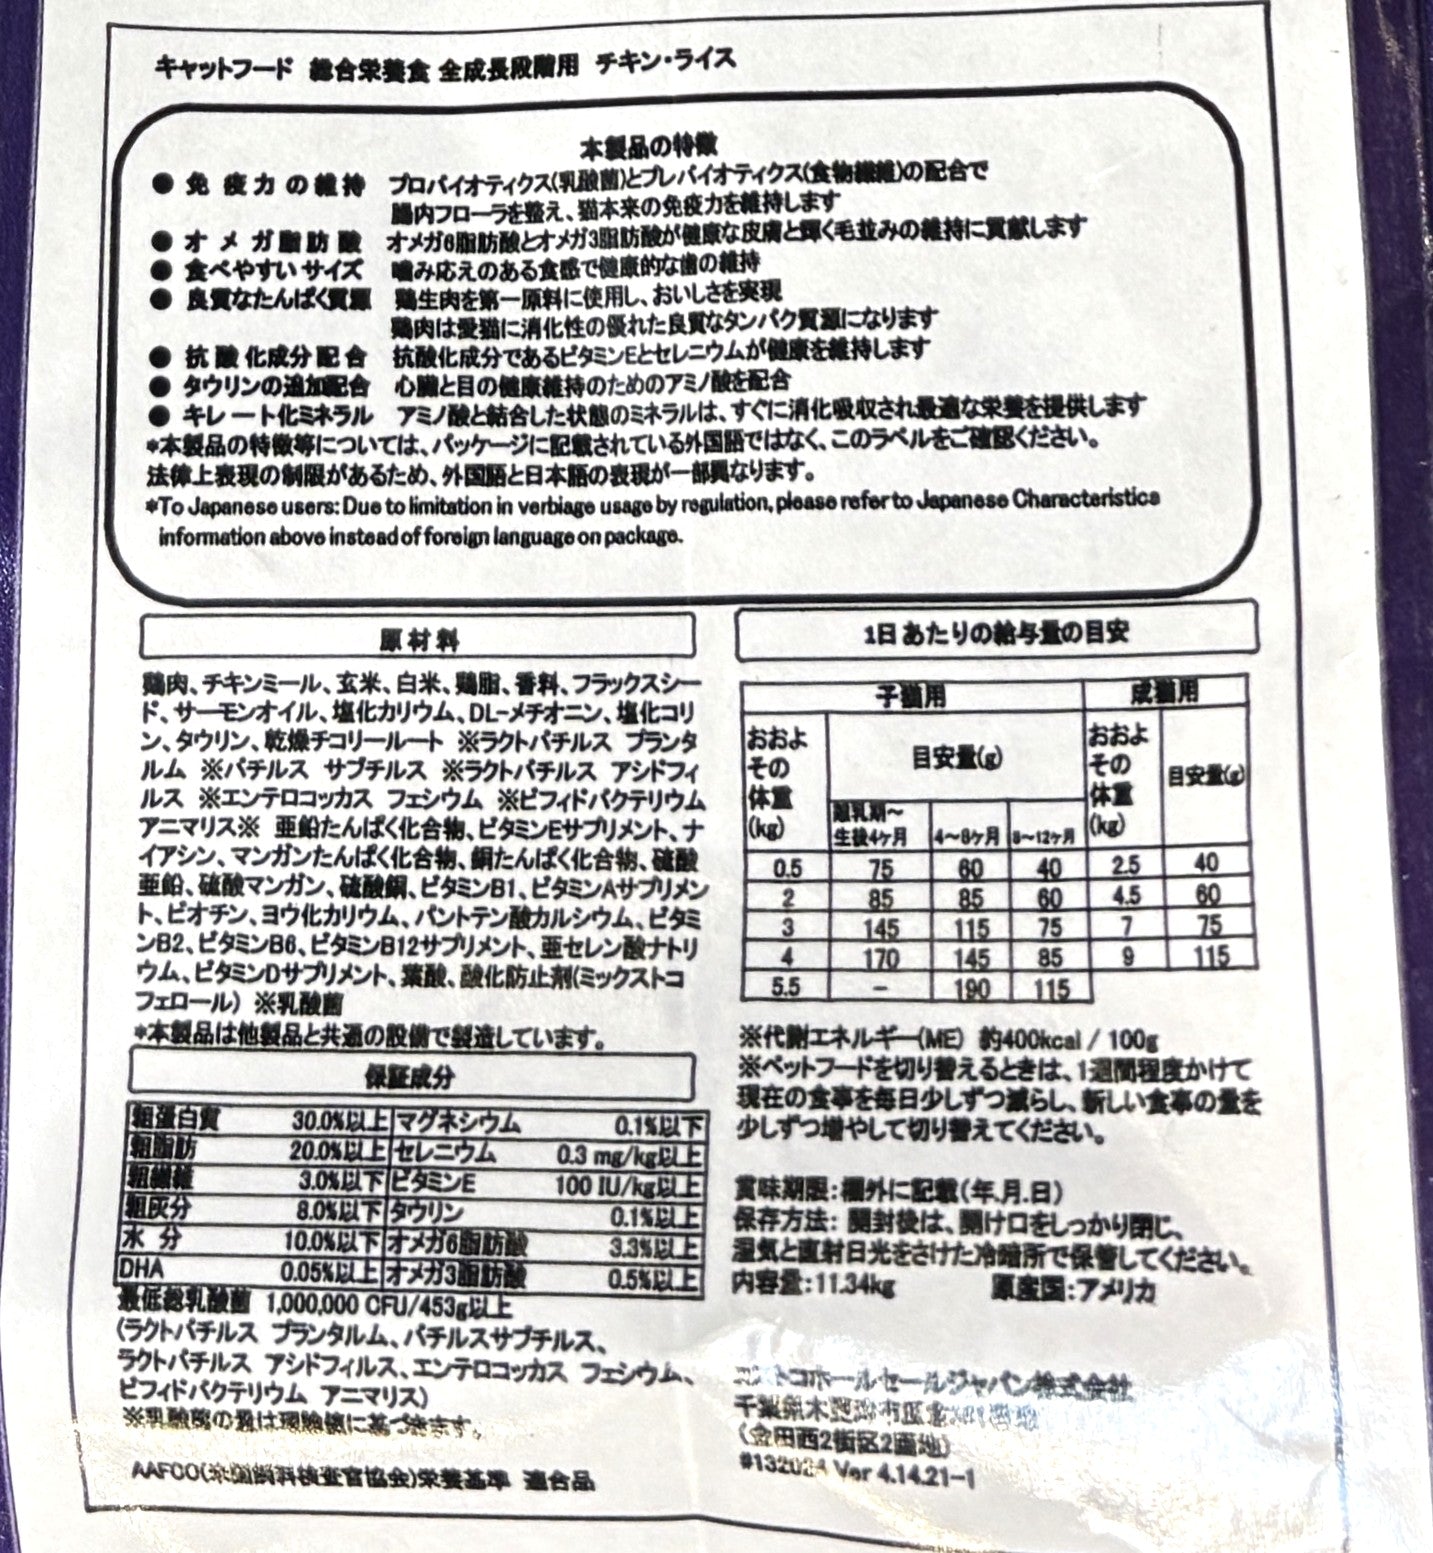 キャットフード 総合栄養食 全成長段階用 チキン・ライス
本製品の特徴
● 免疫力の維持 プロバイオティクス(乳酸菌)とプレバイオティクス(食物繊維)の配合で
腸内フローラを整え、猫本来の免疫力を維持します
● オメガ脂肪酸 オメガ6脂肪酸とオメガ3脂肪酸が健康な皮膚と輝く毛並みの維持に貢献します
● 食べやすいサイズ 噛み応えのある食感で健康的な歯の維持
● 良質なたんぱく質源 鶏生肉を第一原料に使用し、おいしさを実現
鶏肉は愛猫に消化性の優れた良質なタンパク質源になります
● 抗酸化成分配合 抗酸化成分であるビタミンEとセレニウムが健康を維持します
● タウリンの追加配合 心臓と目の健康維持のためのアミノ酸を配合
● キレート化ミネラル アミノ酸と結合した状態のミネラルは、すぐに消化吸収され最適な栄養を提供します
*本製品の特徴等については、パッケージに記載されている外国語ではなく、このラベルをご確認ください。
法律上表現の制限があるため、外国語と日本語の表現が一部異なります。
*To Japanese users: Due to limitation in verbiage usage by regulation, please refer to Japanese Characteristics
information above instead of foreign language on package.
原材料
鶏肉、チキンミール、玄米、白米、鶏脂、香料、フラックスシー
ド、サーモンオイル、塩化カリウム、DL-メチオニン、塩化コリ
ン、タウリン、乾燥チコリールート ※ラクトバチルス プランタ
ルム ※バチルス サブチルス ※ラクトバチルス アシドフィ
ルス ※エンテロコッカス フェシウム ※ビフィドバクテリウム
アニマリス※ 亜鉛たんぱく化合物、ビタミンEサプリメント、ナ
イアシン、マンガンたんぱく化合物、銅たんぱく化合物、硫酸
亜鉛、硫酸マンガン、硫酸銅、ビタミンB1、ビタミンAサプリメン
ト、ビオチン、ヨウ化カリウム、パントテン酸カルシウム、ビタミ
ンB2、ビタミンB6、ビタミンB12サプリメント、亜セレン酸ナトリ
ウム、ビタミンDサプリメント、葉酸、酸化防止剤(ミックストコ
フェロール) ※乳酸菌
*本製品は他製品と共通の設備で製造しています。
保証成分
粗蛋白質 30.0%以上 マグネシウム 0.1%以下
粗脂肪 20.0%以上 セレニウム 0.3 mg/kg以上
粗繊維 3.0%以下 ビタミンE 100 IU/kg以上
粗灰分 8.0%以下 タウリン 0.1%以上
水 分 10.0%以下 オメガ6脂肪酸 3.3%以上
DHA 0.05%以上 オメガ3脂肪酸 0.5%以上
最低総乳酸菌 1,000,000 CFU/453g以上
(ラクトバチルス プランタルム、バチルスサブチルス、
ラクトバチルス アシドフィルス、エンテロコッカス フェシウム、
ビフィドバクテリウム アニマリス)
※乳酸菌の数は理論値に基づきます。
AAFCO(米国飼料検査官協会)栄養基準 適合品
1日あたりの給与量の目安
子猫用 成猫用
おおよその体重(kg) 目安量(g) おおよその体重(kg) 目安量(g)
離乳期~生後4ヶ月 4~8ヶ月 8~12ヶ月
0.5 75 60 40 2.5 40
2 85 85 60 4.5 60
3 145 115 75 7 75
4 170 145 85 9 115
5.5 - 190 115
※代謝エネルギー(ME) 約400kcal / 100g
※ペットフードを切り替えるときは、1週間程度かけて
現在の食事を毎日少しずつ減らし、新しい食事の量を
少しずつ増やして切り替えてください。
賞味期限:欄外に記載(年.月.日)
保存方法: 開封後は、開け口をしっかり閉じ、
湿気と直射日光をさけた冷暗所で保管してください。
内容量:11.34kg 原産国:アメリカ
コストコホールセールジャパン株式会社
千葉県木更津市
(金田西2街区2画地)
Ver 4.14.21-1